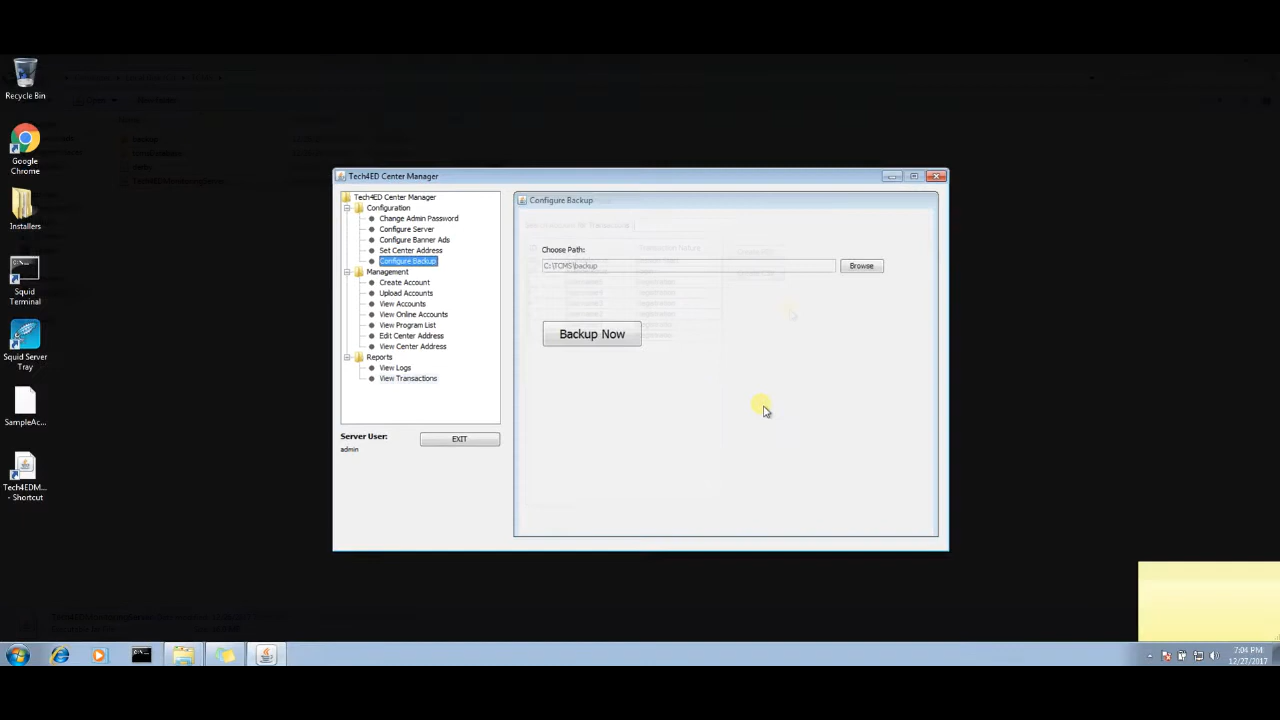 Recycle Bin
Google
Chrome
Installers
Squid
Terminal
Squid Server
Tray
SampleAc...
Tech4EDM...
- Shortcut
Tech4ED Center Manager
Tech4ED Center Manager
Configuration
Change Admin Password
Configure Server
Configure Banner Ads
Set Center Address
Configure Backup
Management
Create Account
Upload Accounts
View Accounts
View Online Accounts
View Program List
Edit Center Address
View Center Address
Reports
View Logs
View Transactions
Server User:
EXIT
admin
Configure Backup
Choose Path:
C:\TCMS\backup
Browse
Backup Now
7:04 PM
12/27/2017